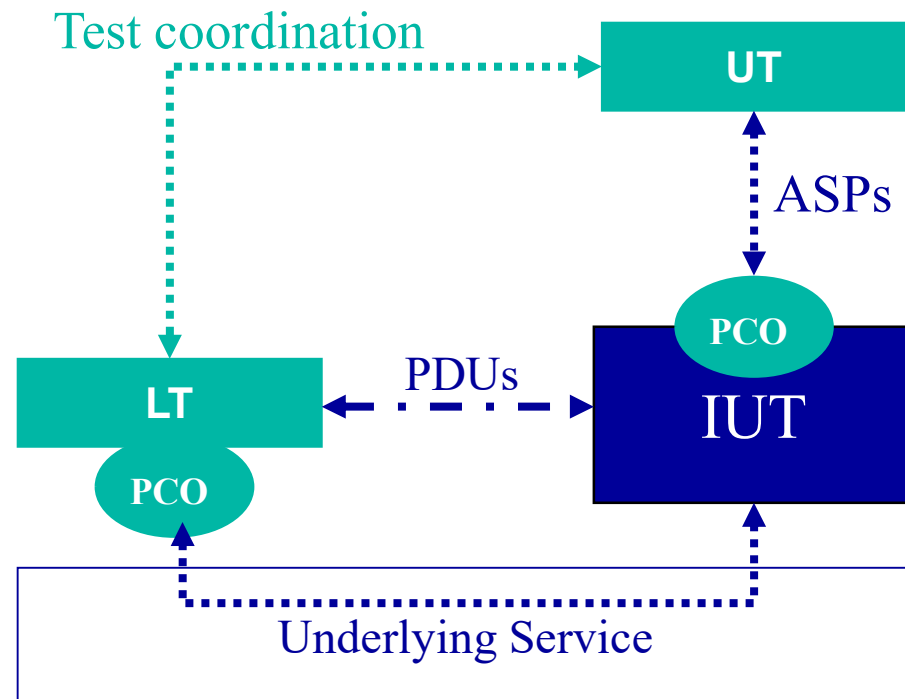 Test coordination
UT
ASPs
PCO
PDUs
LT
IUT
PCO
Underlying Service